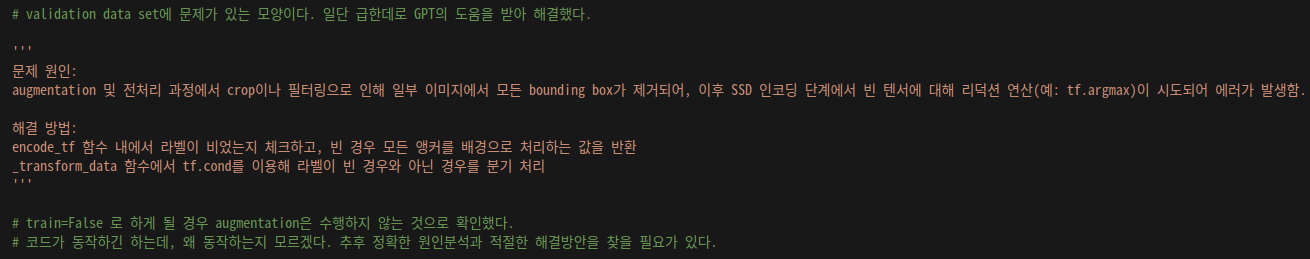 # validation data set에 문제가 있는 모양이다. 일단 급한데로 GPT의 도움을 받아 해결했다.
'''
문제 원인:
augmentation 및 전처리 과정에서 crop이나 필터링으로 인해 일부 이미지에서 모든 bounding box가 제거되어, 이후 SSD 인코딩 단계에서 빈 텐서에 대해 리덕션 연산(예: tf.argmax)이 시도되어 에러가 발생함.
해결 방법:
encode_tf 함수 내에서 라벨이 비었는지 체크하고, 빈 경우 모든 앵커를 배경으로 처리하는 값을 반환
_transform_data 함수에서 tf.cond를 이용해 라벨이 빈 경우와 아닌 경우를 분기 처리
'''
# train=False 로 하게 될 경우 augmentation은 수행하지 않는 것으로 확인했다.
# 코드가 동작하긴 하는데, 왜 동작하는지 모르겠다. 추후 정확한 원인분석과 적절한 해결방안을 찾을 필요가 있다.